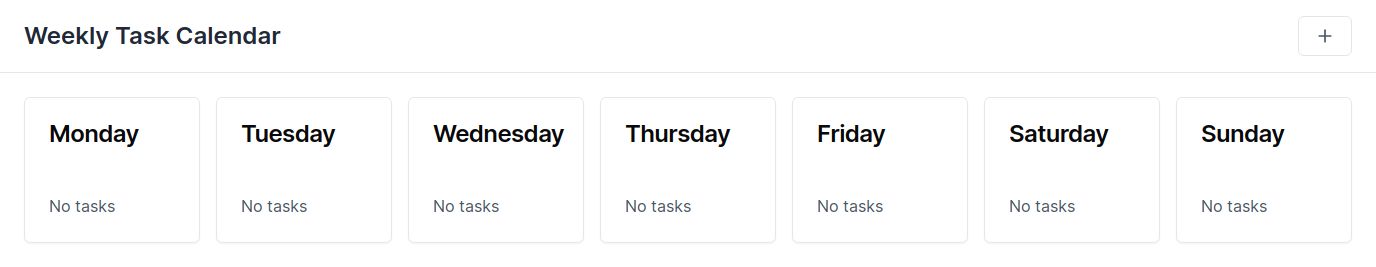 Weekly Task Calendar +
Monday Tuesday Wednesday Thursday Friday Saturday Sunday
No tasks No tasks No tasks No tasks No tasks No tasks No tasks